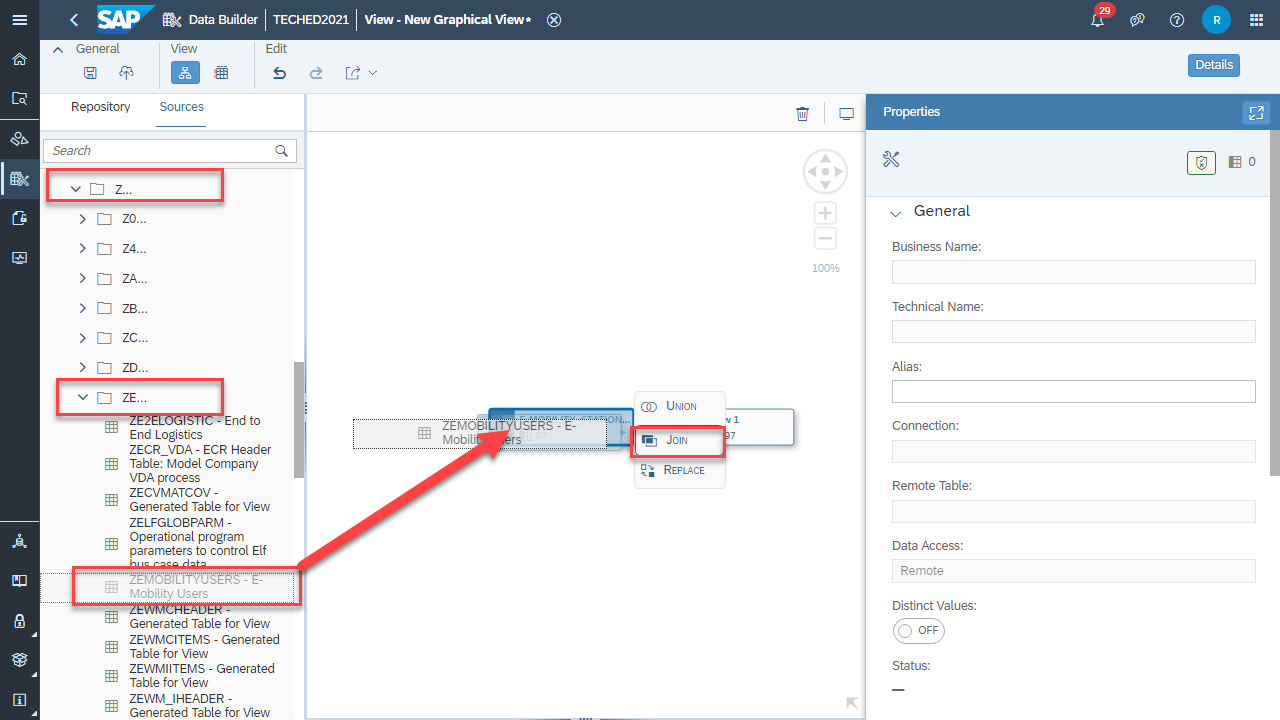 SAP Data Builder TECHED2021 View - New Graphical View*
29
R
General View Edit
Details
Repository Sources
Search
Z...
Z0...
Z4...
ZA...
ZB...
ZC...
ZD...
ZE...
ZE2ELOGISTIC - End to
End Logistics
ZECR_VDA - ECR Header
Table: Model Company
VDA process
ZECVMATCOV -
Generated Table for View
ZELFGLOBPARM -
Operational program
parameters to control Elf
bus case data
ZEMOBILITYUSERS - E-
Mobility Users
ZEWMCHEADER -
Generated Table for View
ZEWMCITEMS - Generated
Table for View
ZEWMIITEMS - Generated
Table for View
ZEWM_IHEADER -
Generated Table for View
100%
E-MOBILITY STATION...
97
ZEMOBILITYUSERS - E-
Mobility Users
Union
Join
Replace
w 1
97
Properties
0
General
Business Name:
Technical Name:
Alias:
Connection:
Remote Table:
Data Access:
Remote
Distinct Values:
OFF
Status:
—